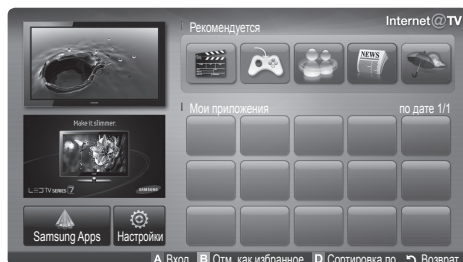 Internet@TV
Рекомендуется
NEWS
Мои приложения по дате 1/1
Make it slimmer.
LED TV SERIES 7 SAMSUNG
Samsung Apps Настройки
A Вход B Отм. как избранное D Сортировка по Возврат